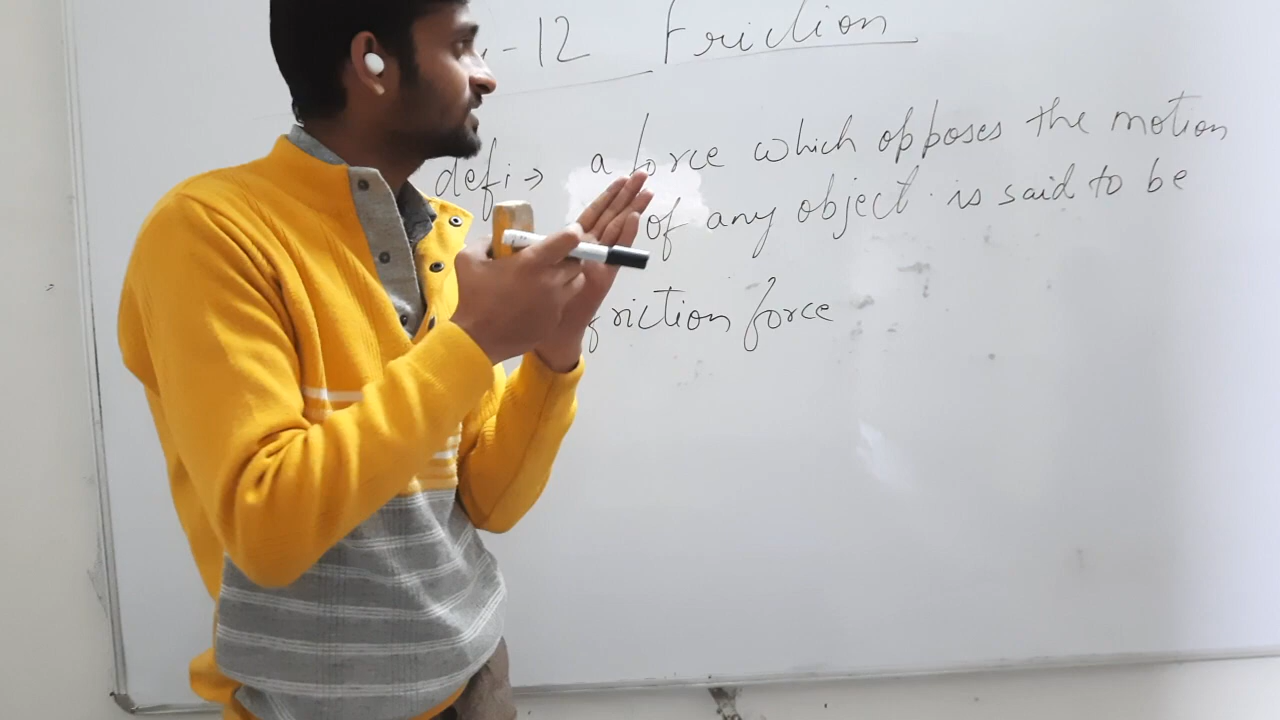 -12 Friction
defi → a force which opposes the motion
of any object. is said to be
friction force